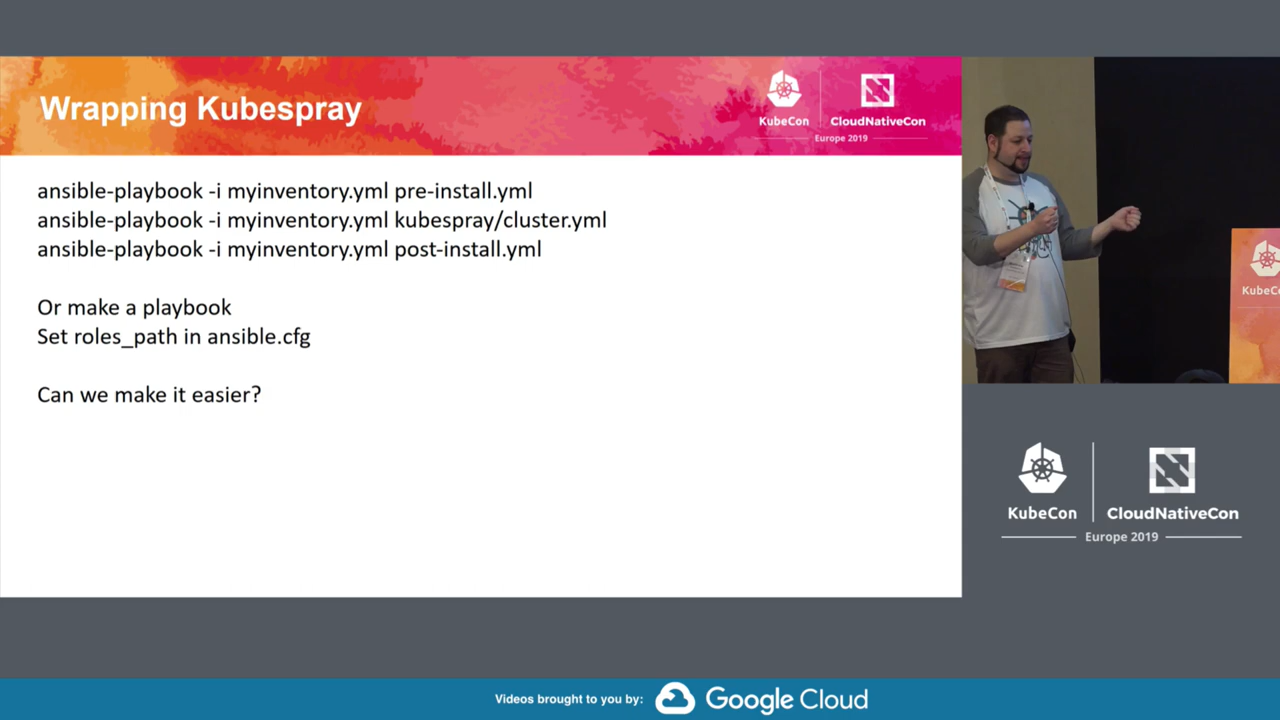 Wrapping Kubespray
KubeCon
CloudNativeCon
Europe 2019
ansible-playbook -i myinventory.yml pre-install.yml
ansible-playbook -i myinventory.yml kubespray/cluster.yml
ansible-playbook -i myinventory.yml post-install.yml
Or make a playbook
Set roles_path in ansible.cfg
Can we make it easier?
KubeCon
CloudNativeCon
Europe 2019
Videos brought to you by:
Google Cloud